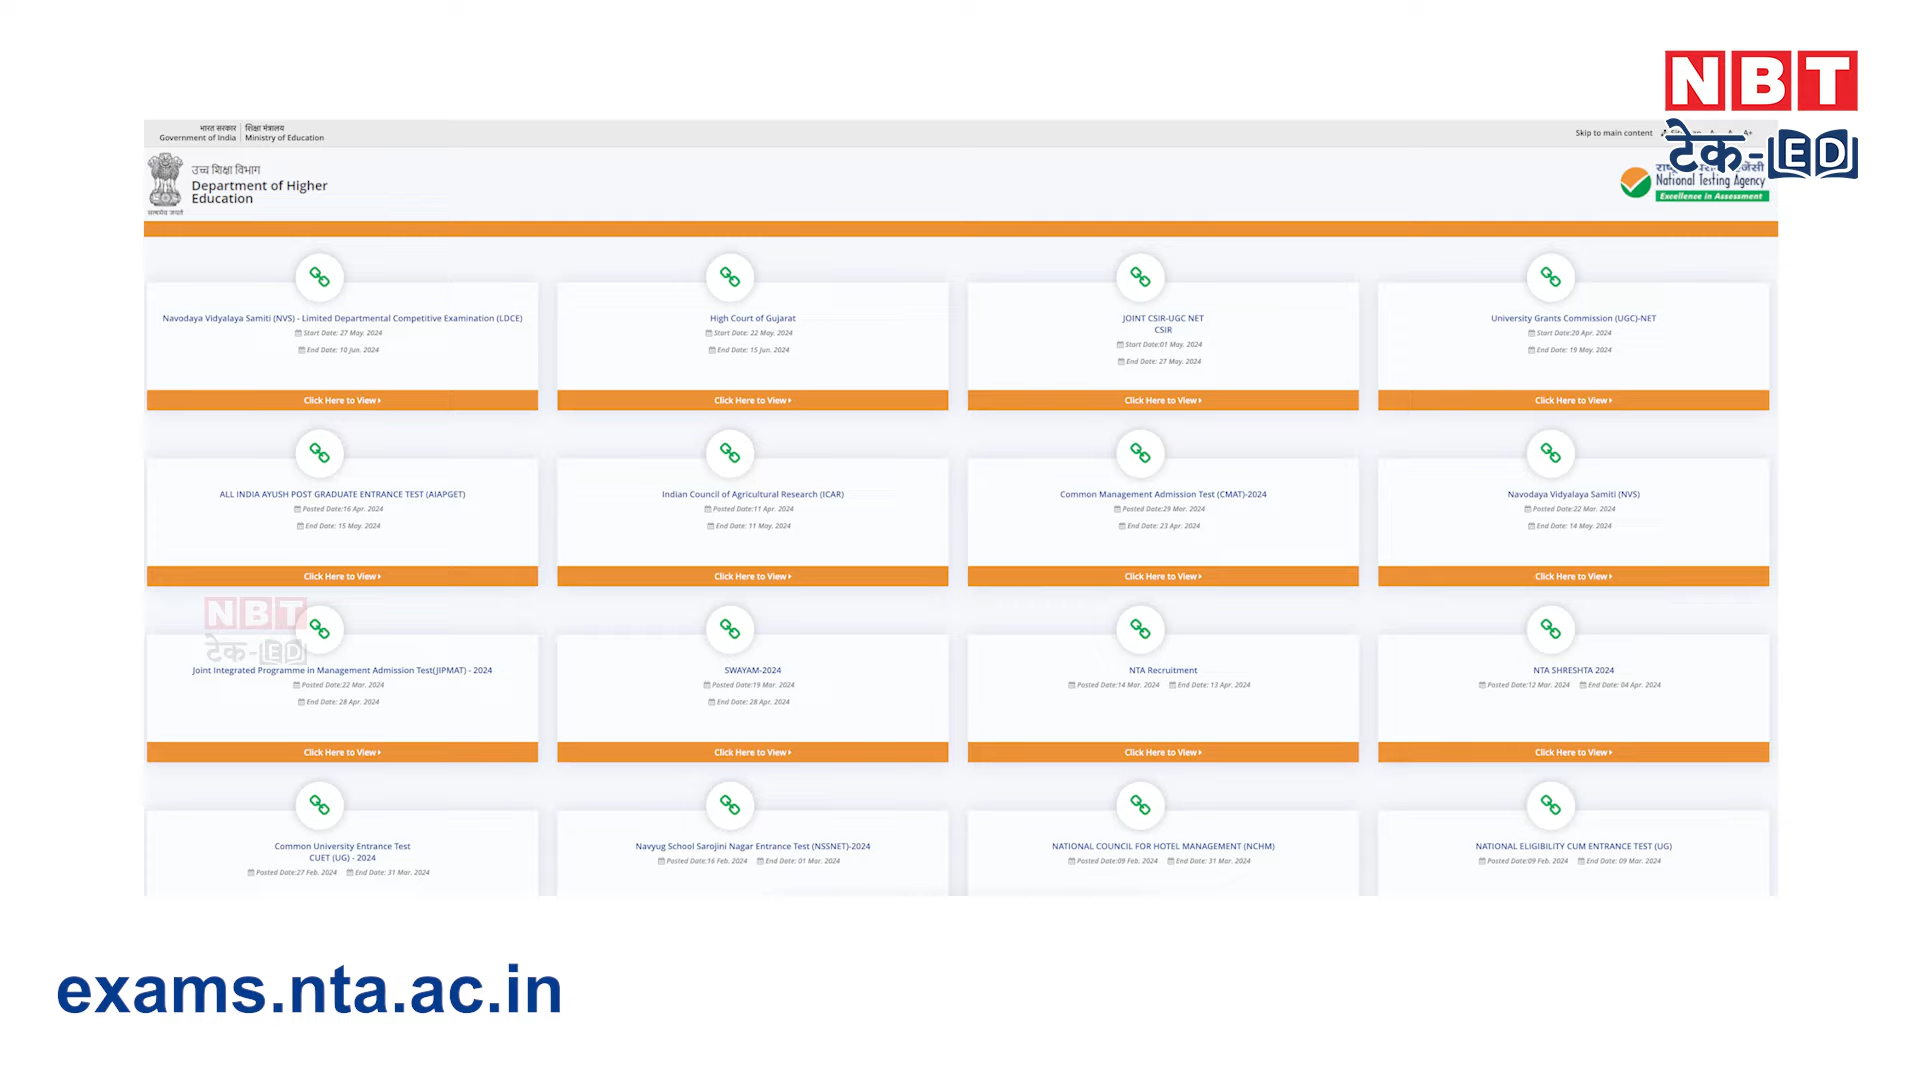 NBT
टेक-ED
भारत सरकार शिक्षा मंत्रालय
Government of India Ministry of Education
Skip to main content
A+
उच्च शिक्षा विभाग
Department of Higher
Education
सत्यमेव जयते
National Testing Agency
Excellence in Assessment
Navodaya Vidyalaya Samiti (NVS) - Limited Departmental Competitive Examination (LDCE)
Start Date: 27 May. 2024
End Date: 10 Jun. 2024
Click Here to View
High Court of Gujarat
Start Date: 22 May. 2024
End Date: 15 Jun. 2024
Click Here to View
JOINT CSIR-UGC NET
CSIR
Start Date:01 May. 2024
End Date: 27 May. 2024
Click Here to View
University Grants Commission (UGC)-NET
Start Date:20 Apr. 2024
End Date: 19 May. 2024
Click Here to View
ALL INDIA AYUSH POST GRADUATE ENTRANCE TEST (AIAPGET)
Posted Date:16 Apr. 2024
End Date: 15 May. 2024
Click Here to View
Indian Council of Agricultural Research (ICAR)
Posted Date:11 Apr. 2024
End Date: 11 May. 2024
Click Here to View
Common Management Admission Test (CMAT)-2024
Posted Date:29 Mar. 2024
End Date: 23 Apr. 2024
Click Here to View
Navodaya Vidyalaya Samiti (NVS)
Posted Date:22 Mar. 2024
End Date: 14 May. 2024
Click Here to View
NBT
टेक-ED
Joint Integrated Programme in Management Admission Test(JIPMAT) - 2024
Posted Date:22 Mar. 2024
End Date: 28 Apr. 2024
Click Here to View
SWAYAM-2024
Posted Date:19 Mar. 2024
End Date: 28 Apr. 2024
Click Here to View
NTA Recruitment
Posted Date:14 Mar. 2024 End Date: 13 Apr. 2024
Click Here to View
NTA SHRESHTA 2024
Posted Date:12 Mar. 2024 End Date: 04 Apr. 2024
Click Here to View
Common University Entrance Test
CUET (UG) - 2024
Posted Date:27 Feb. 2024 End Date: 31 Mar. 2024
Navyug School Sarojini Nagar Entrance Test (NSSNET)-2024
Posted Date:16 Feb. 2024 End Date: 01 Mar. 2024
NATIONAL COUNCIL FOR HOTEL MANAGEMENT (NCHM)
Posted Date:09 Feb. 2024 End Date: 31 Mar. 2024
NATIONAL ELIGIBILITY CUM ENTRANCE TEST (UG)
Posted Date:09 Feb. 2024 End Date: 09 Mar. 2024
exams.nta.ac.in